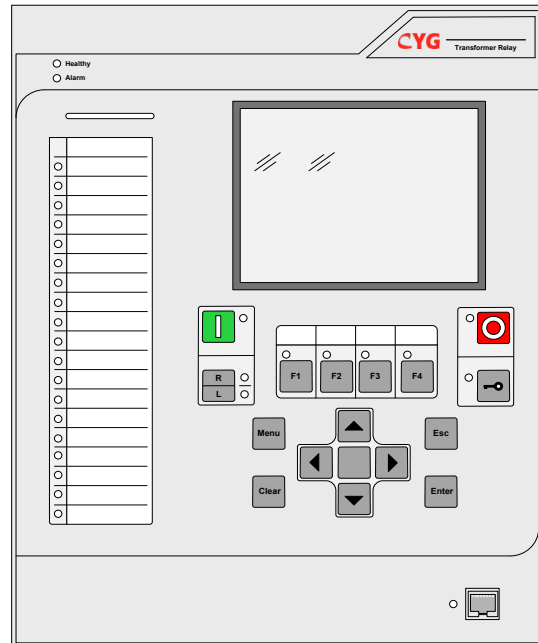 CYG
Transformer Relay
Healthy
Alarm
R
L
F1
F2
F3
F4
Menu
Esc
Clear
Enter